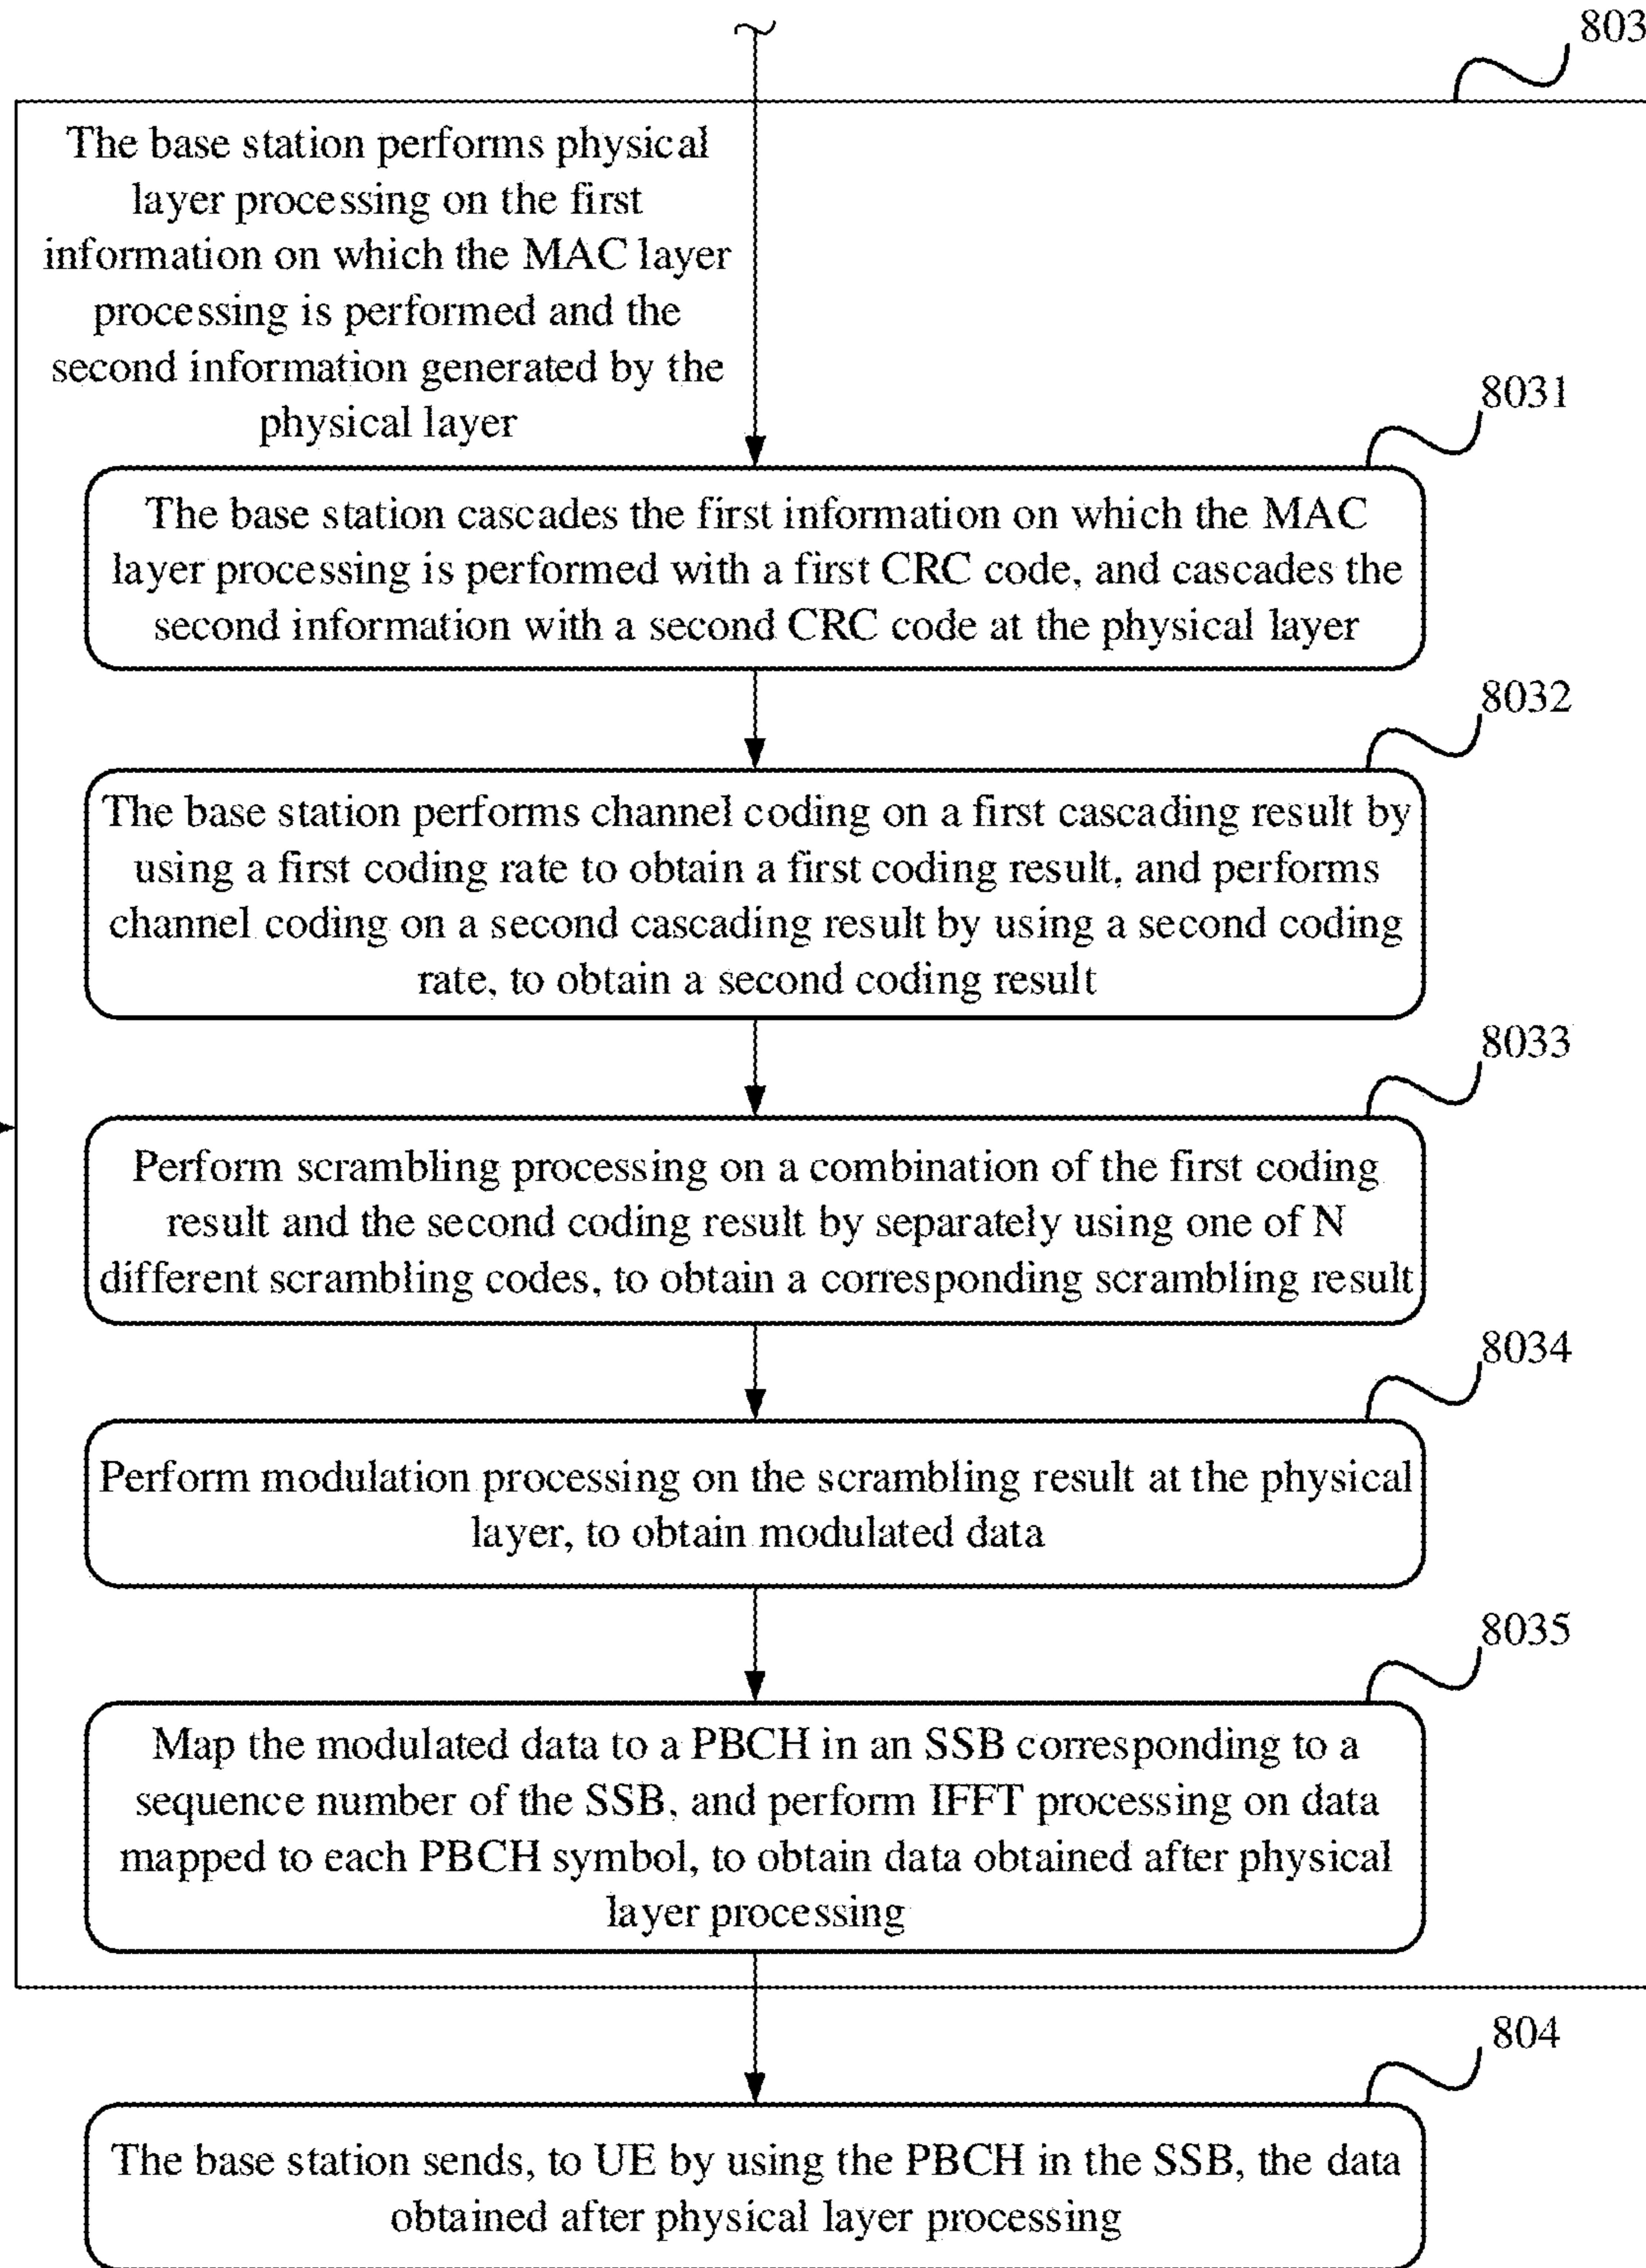 803
The base station performs physical
layer processing on the first
information on which the MAC layer
processing is performed and the
second information generated by the
physical layer
8031
The base station cascades the first information on which the MAC
layer processing is performed with a first CRC code, and cascades the
second information with a second CRC code at the physical layer
8032
The base station performs channel coding on a first cascading result by
using a first coding rate to obtain a first coding result, and performs
channel coding on a second cascading result by using a second coding
rate, to obtain a second coding result
8033
Perform scrambling processing on a combination of the first coding
result and the second coding result by separately using one of N
different scrambling codes, to obtain a corresponding scrambling result
8034
Perform modulation processing on the scrambling result at the physical
layer, to obtain modulated data
8035
Map the modulated data to a PBCH in an SSB corresponding to a
sequence number of the SSB, and perform IFFT processing on data
mapped to each PBCH symbol, to obtain data obtained after physical
layer processing
804
The base station sends, to UE by using the PBCH in the SSB, the data
obtained after physical layer processing